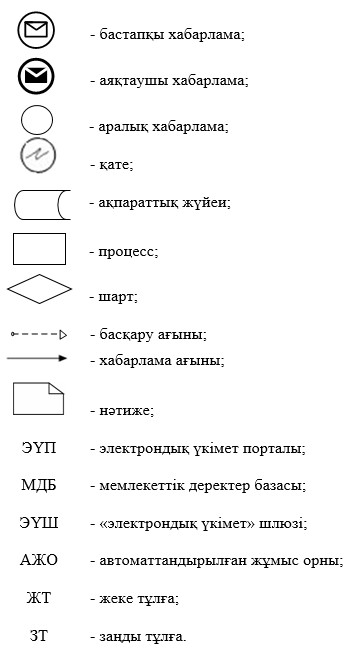 - бастапқы хабарлама;
- аяқтаушы хабарлама;
- аралық хабарлама;
- қате;
- ақпараттық жүйеи;
- процесс;
- шарт;
- басқару ағыны;
- хабарлама ағыны;
- нәтиже;
ЭҮП - электрондық үкімет порталы;
МДБ - мемлекеттік деректер базасы;
ЭҮШ - «электрондық үкімет» шлюзі;
АЖО - автоматтандырылған жұмыс орны;
ЖТ - жеке тұлға;
ЗТ - заңды тұлға.